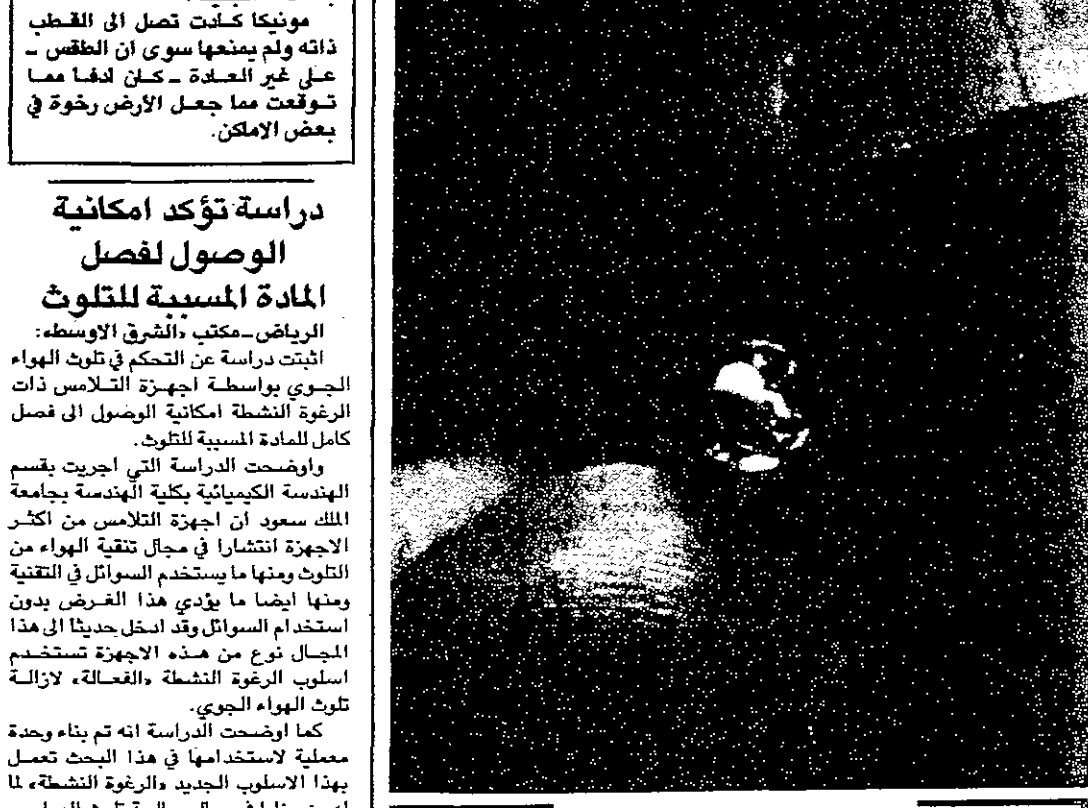 مونيكا كادت تصل الى القطب
ذاته ولم يمنعها سوى ان الطقس ـ
على غير العادة ـ كان ادفأ مما
توقعت مما جعل الأرض رخوة في
بعض الاماكن.
دراسة تؤكد امكانية
الوصول لفصل
المادة المسببة للتلوث
الرياض ـ مكتب «الشرق الاوسط»:
اثبتت دراسة عن التحكم في تلوث الهواء
الجوي بواسطة اجهزة التلامس ذات
الرغوة النشطة امكانية الوصول الى فصل
كامل للمادة المسببة للتلوث.
واوضحت الدراسة التي اجريت بقسم
الهندسة الكيميائية بكلية الهندسة بجامعة
الملك سعود أن اجهزة التلامس من اكثر
الاجهزة انتشارا في مجال تنقية الهواء من
التلوث ومنها ما يستخدم السوائل في التقنية
ومنها ايضا ما يؤدي هذا الغرض بدون
استخدام السوائل وقد ادخل حديثا الى هذا
المجال نوع من هذه الاجهزة تستخدم
اسلوب الرغوة النشطة «الفعالة» لازالة
تلوث الهواء الجوي.
كما اوضحت الدراسة انه تم بناء وحدة
معملية لاستخدامها في هذا البحث تعمل
بهذا الاسلوب الجديد «الرغوة النشطة» لما